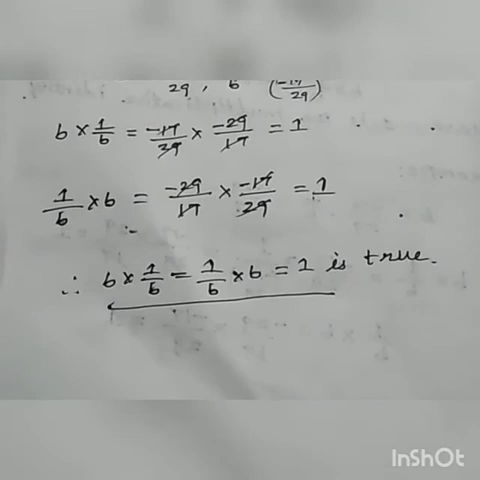 29 , b (-17/29)
b × 1/b = -17/29 × -29/17 = 1
1/b × b = -29/17 × -17/29 = 1
∴ b × 1/b = 1/b × b = 1 is true.
InShOt